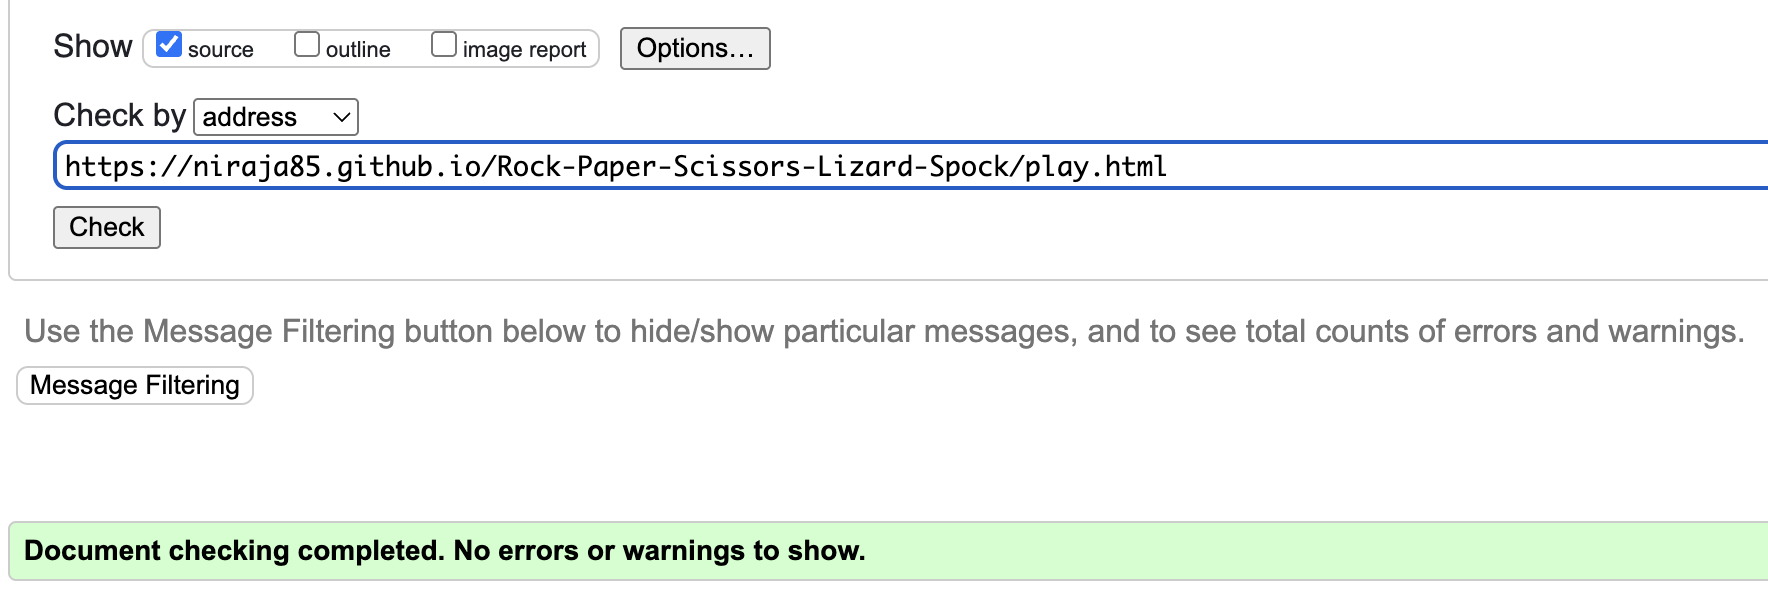 Show source outline image report Options…
Check by address
https://niraja85.github.io/Rock-Paper-Scissors-Lizard-Spock/play.html
Check
Use the Message Filtering button below to hide/show particular messages, and to see total counts of errors and warnings.
Message Filtering
Document checking completed. No errors or warnings to show.